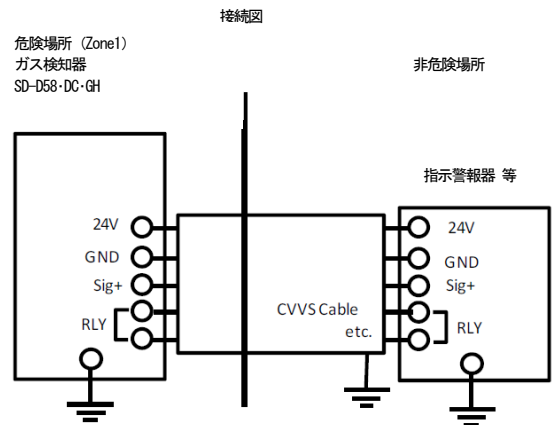 接続図
危険場所（Zone1）
ガス検知器
SD-D58･DC･GH
非危険場所
指示警報器 等
24V
GND
Sig+
RLY
CVVS Cable
etc.
24V
GND
Sig+
RLY